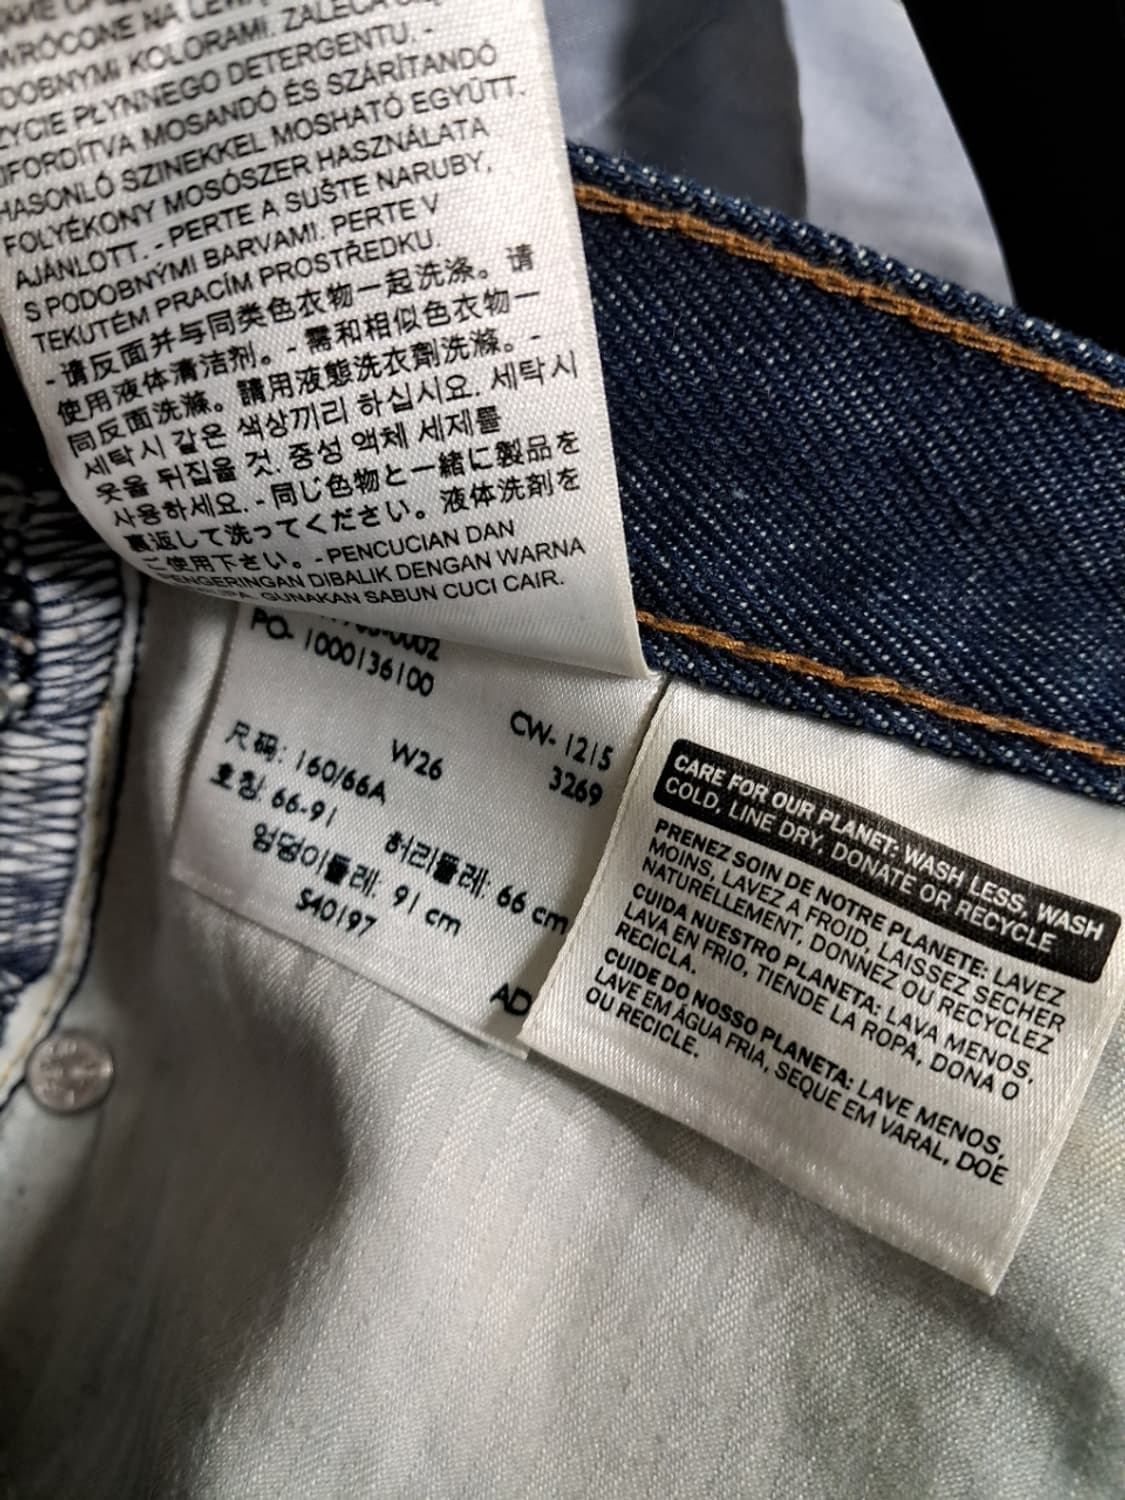 WRÓCONE NA
DOBNYMI KOLORAMI. ZALECA
ŻYCIE PŁYNNEGO DETERGENTU. -
IFORDÍTVA MOSANDÓ ÉS SZÁRÍTANDÓ
HASONLÓ SZINEKKEL MOSHATÓ EGYÜTT.
FOLYÉKONY MOSÓSZER HASZNÁLATA
AJÁNLOTT. - PERTE A SUŠTE NARUBY,
S PODOBNÝMI BARVAMI. PERTE V
TEKUTÉM PRACÍM PROSTŘEDKU.
- 请反面并与同类色衣物一起洗涤。请
使用液体清洁剂。- 需和相似色衣物一
同反面洗滌。請用液態洗衣劑洗滌。-
세탁시 같은 색상끼리 하십시요. 세탁시
옷을 뒤집을 것. 중성 액체 세제를
사용하세요. - 同じ色物と一緒に製品を
裏返して洗ってください。液体洗剤を
ご使用下さい。- PENCUCIAN DAN
PENGERINGAN DIBALIK DENGAN WARNA
GUNAKAN SABUN CUCI CAIR.
-0002
PO- 1000136100
CW- 1215
W26 3269
尺码: 160/66A
호칭: 66-91 허리둘레: 66 cm
엉덩이둘레: 91 cm
S40197
AD
CARE FOR OUR PLANET: WASH LESS, WASH
COLD, LINE DRY, DONATE OR RECYCLE
PRENEZ SOIN DE NOTRE PLANETE: LAVEZ
MOINS, LAVEZ A FROID, LAISSEZ SECHER
NATURELLEMENT, DONNEZ OU RECYCLEZ
CUIDA NUESTRO PLANETA: LAVA MENOS,
LAVA EN FRIO, TIENDE LA ROPA, DONA O
RECICLA.
CUIDE DO NOSSO PLANETA: LAVE MENOS,
LAVE EM ÁGUA FRIA, SEQUE EM VARAL, DOE
OU RECICLE.